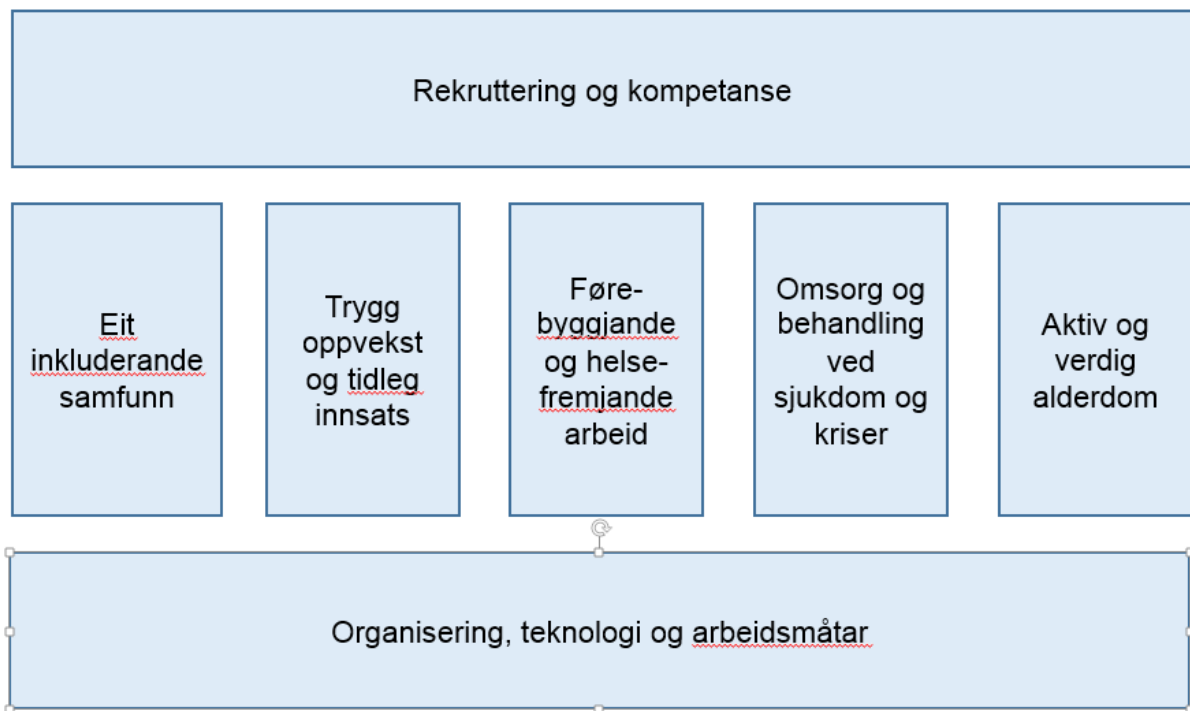 Rekruttering og kompetanse
Eit
inkluderande
samfunn
Trygg
oppvekst
og tidleg
innsats
Føre-
byggjande
og helse-
fremjande
arbeid
Omsorg og
behandling
ved
sjukdom og
kriser
Aktiv og
verdig
alderdom
Organisering, teknologi og arbeidsmåtar